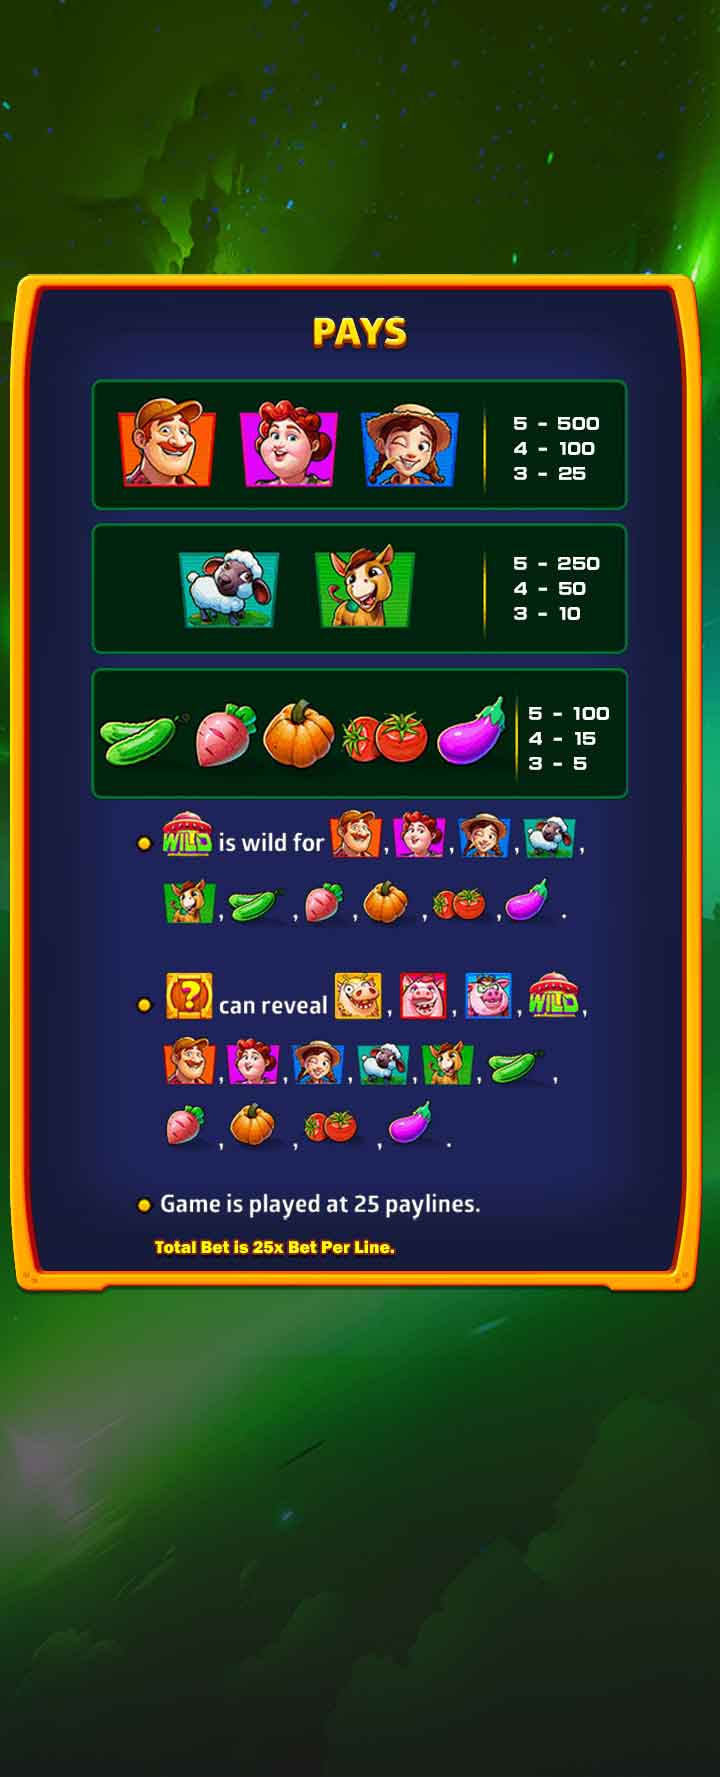 PAYS
5 - 500
4 - 100
3 - 25
5 - 250
4 - 50
3 - 10
5 - 100
4 - 15
3 - 5
WILD is wild for , , , ,
, , , , , .
? can reveal , , , WILD,
, , , , , ,
, , , .
Game is played at 25 paylines.
Total Bet is 25x Bet Per Line.